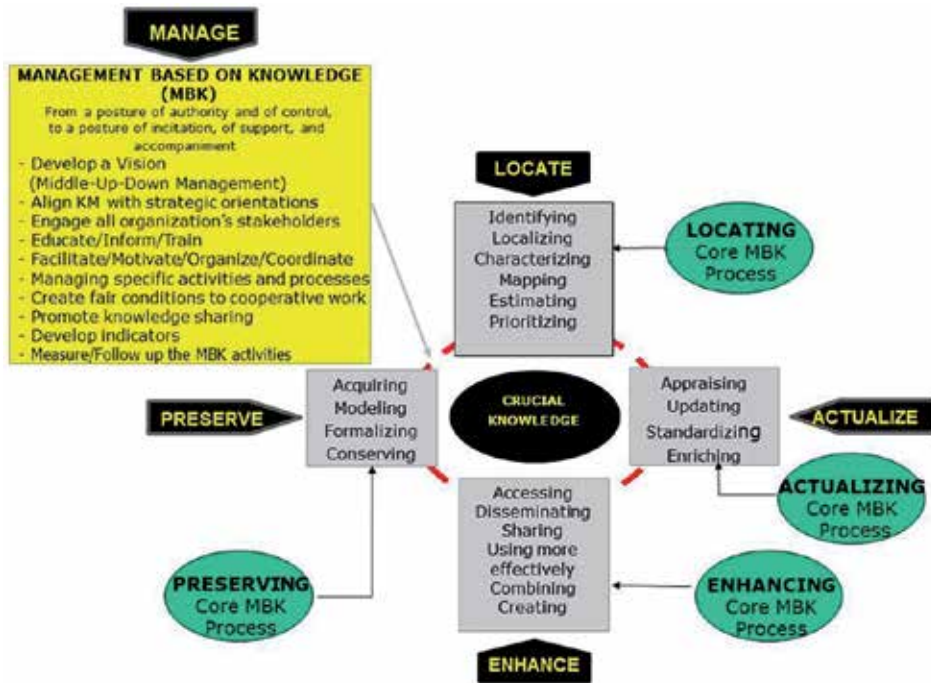 MANAGE
MANAGEMENT BASED ON KNOWLEDGE
(MBK)
From a posture of authority and of control,
to a posture of incitation, of support, and
accompaniment
- Develop a Vision
(Middle-Up-Down Management)
- Align KM with strategic orientations
- Engage all organization's stakeholders
- Educate/Inform/Train
- Facilitate/Motivate/Organize/Coordinate
- Managing specific activities and processes
- Create fair conditions to cooperative work
- Promote knowledge sharing
- Develop indicators
- Measure/Follow up the MBK activities
LOCATE
Identifying
Localizing
Characterizing
Mapping
Estimating
Prioritizing
LOCATING
Core MBK
Process
PRESERVE
Acquiring
Modeling
Formalizing
Conserving
CRUCIAL
KNOWLEDGE
Appraising
Updating
Standardizing
Enriching
ACTUALIZE
ACTUALIZING
Core MBK
Process
Accessing
Disseminating
Sharing
Using more
effectively
Combining
Creating
PRESERVING
Core MBK
Process
ENHANCING
Core MBK
Process
ENHANCE